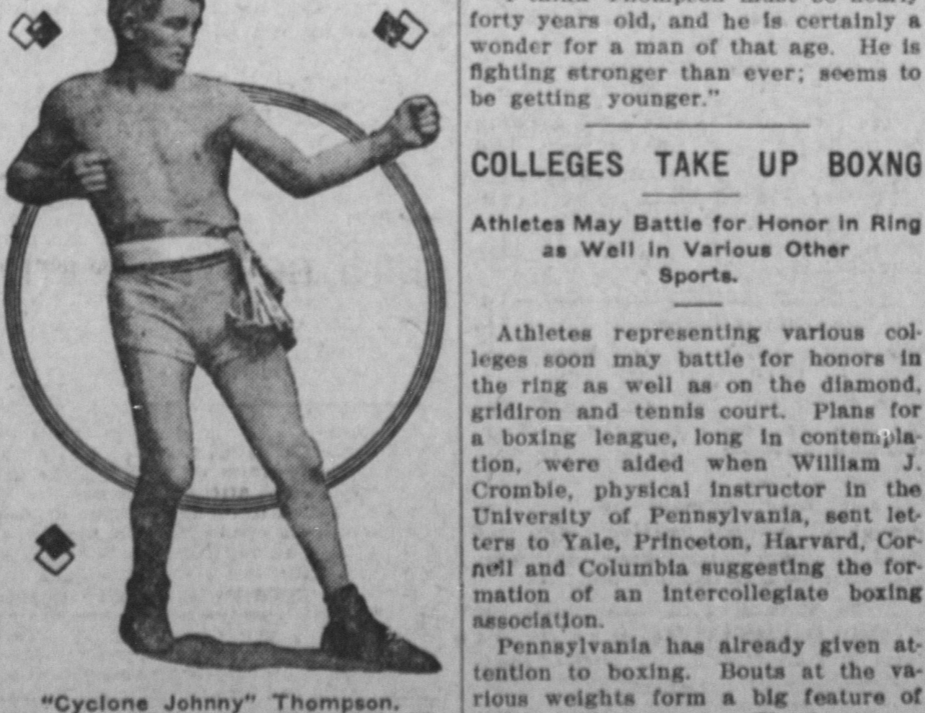 "Cyclone Johnny" Thompson.
forty years old, and he is certainly a
wonder for a man of that age. He is
fighting stronger than ever; seems to
be getting younger."
COLLEGES TAKE UP BOXNG
Athletes May Battle for Honor in Ring
as Well in Various Other
Sports.
Athletes representing various col-
leges soon may battle for honors in
the ring as well as on the diamond,
gridiron and tennis court. Plans for
a boxing league, long in contempla-
tion, were aided when William J.
Crombie, physical instructor in the
University of Pennsylvania, sent let-
ters to Yale, Princeton, Harvard, Cor-
nell and Columbia suggesting the for-
mation of an intercollegiate boxing
association.
Pennsylvania has already given at-
tention to boxing. Bouts at the va-
rious weights form a big feature of